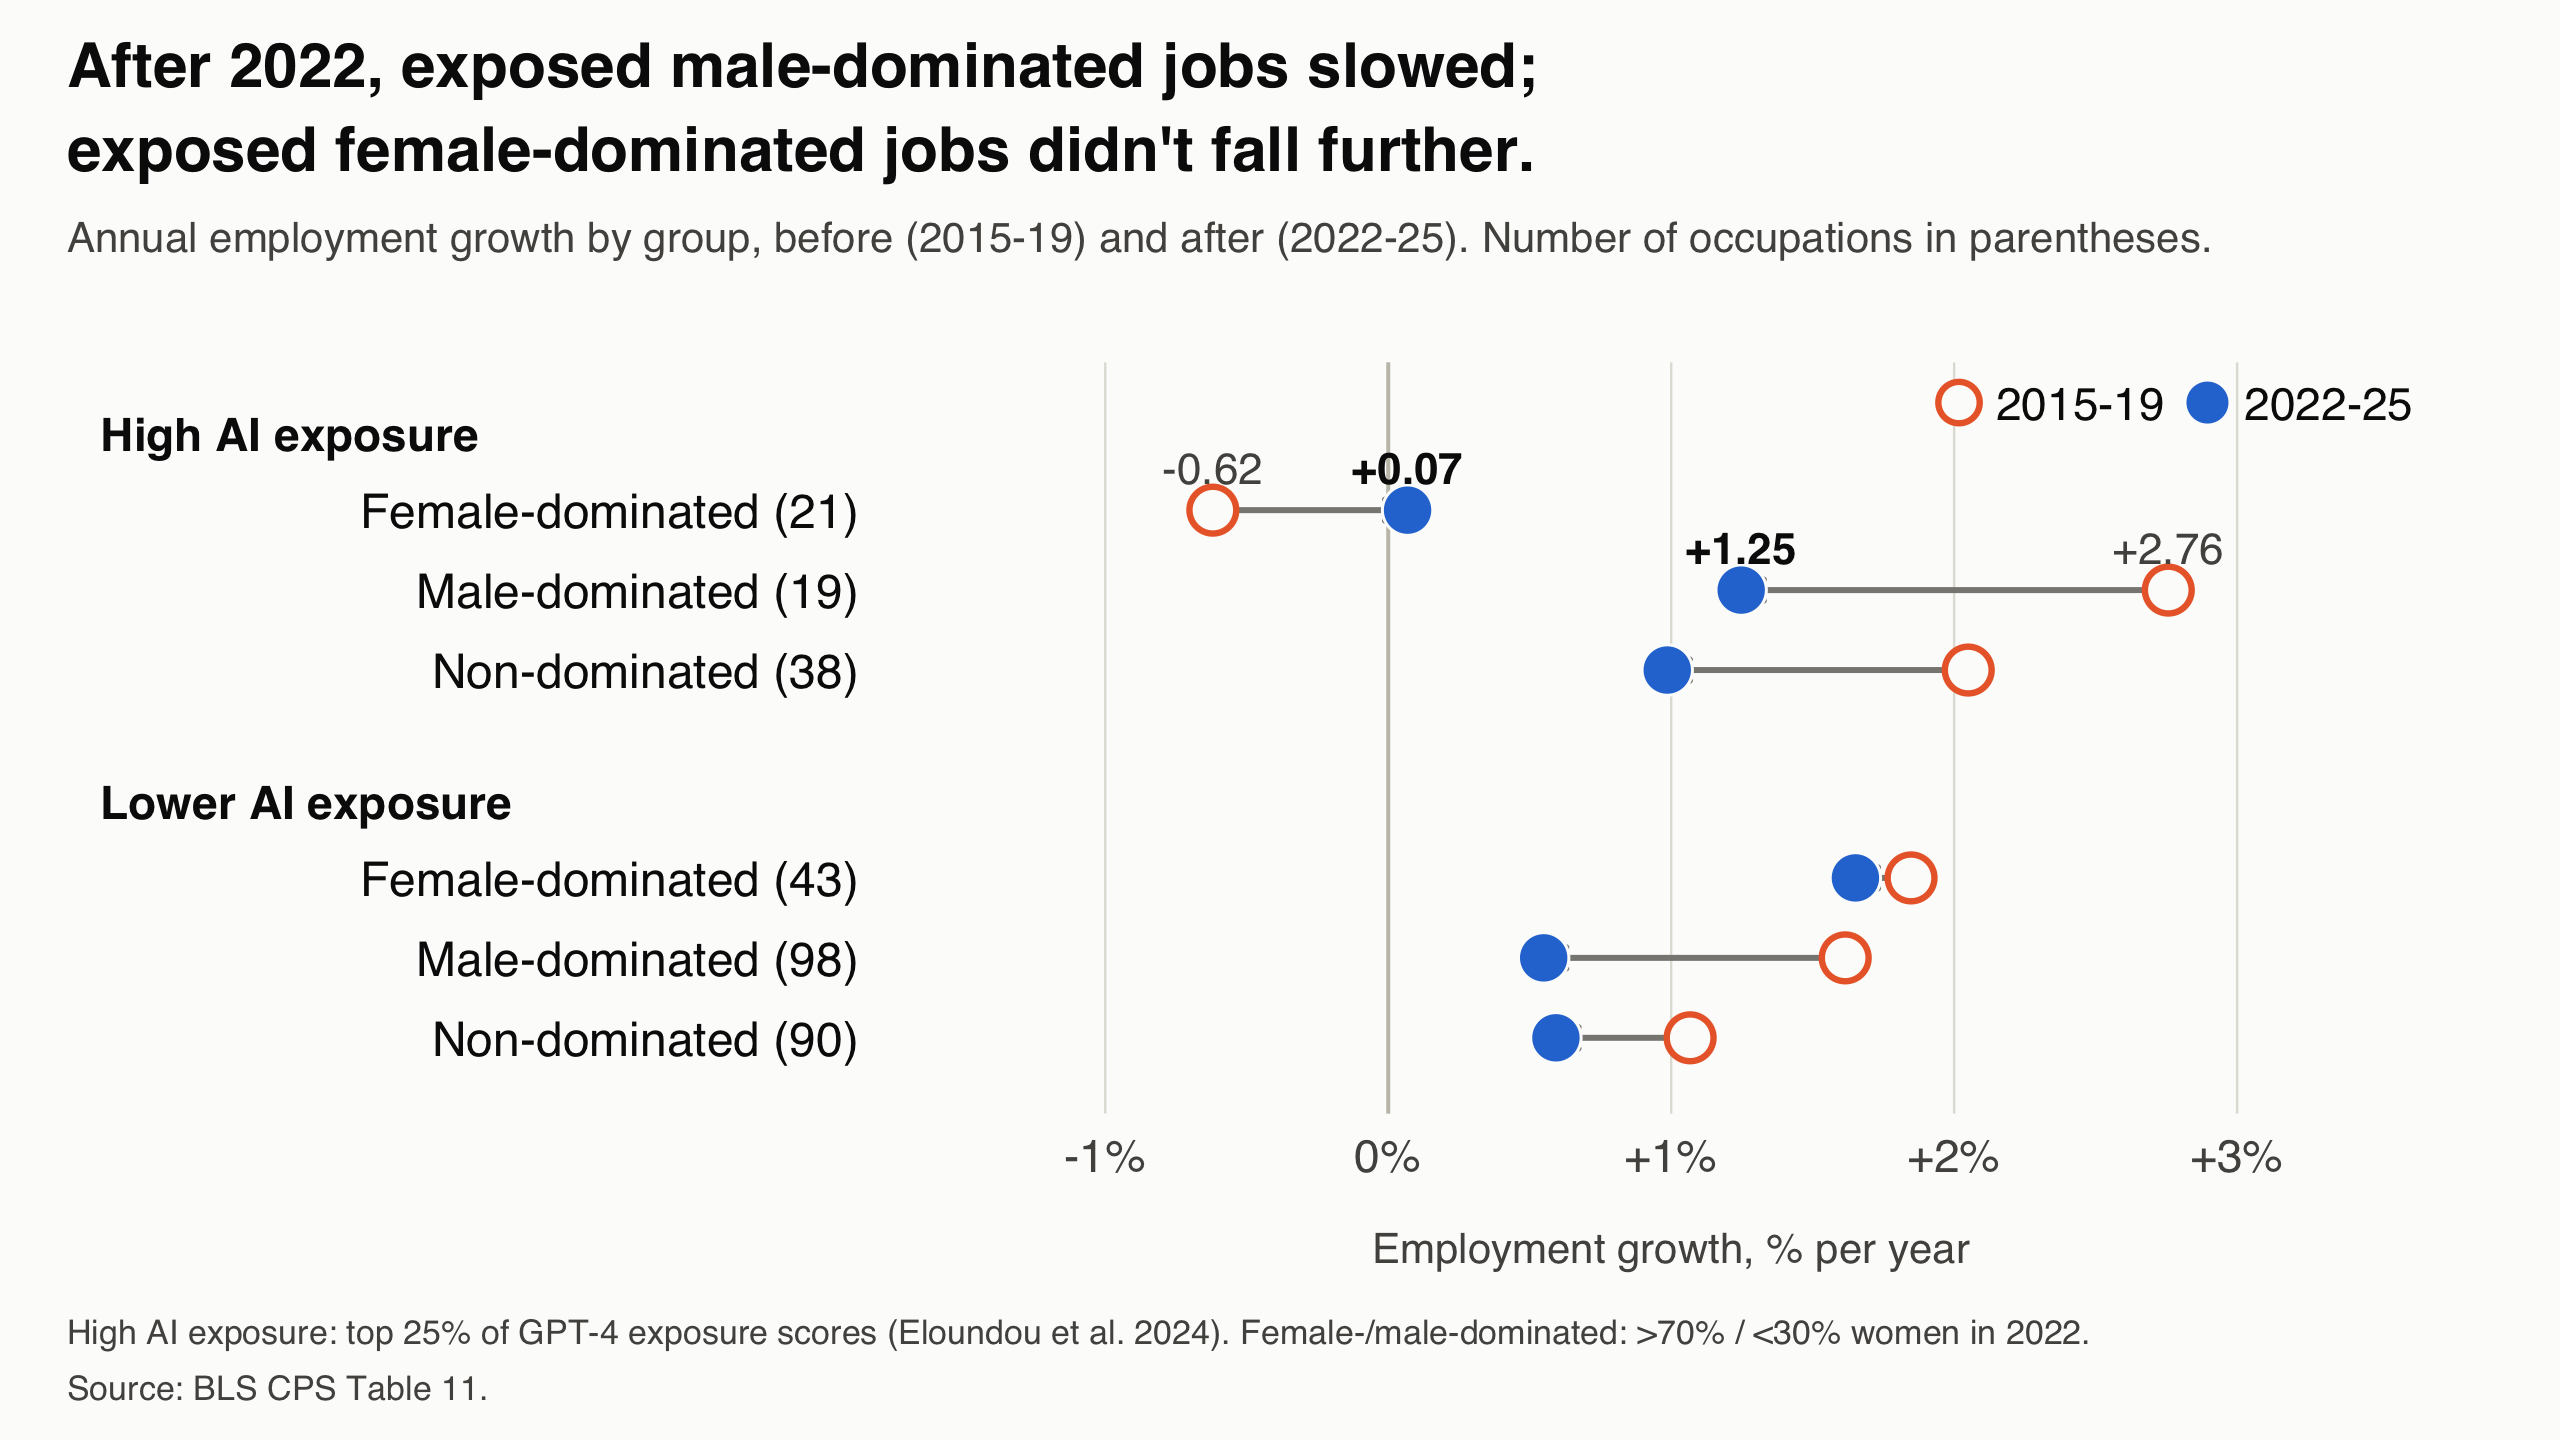 After 2022, exposed male-dominated jobs slowed;
exposed female-dominated jobs didn't fall further.
Annual employment growth by group, before (2015-19) and after (2022-25). Number of occupations in parentheses.
2015-19 2022-25
High AI exposure
-0.62 +0.07
Female-dominated (21)
+1.25 +2.76
Male-dominated (19)
Non-dominated (38)
Lower AI exposure
Female-dominated (43)
Male-dominated (98)
Non-dominated (90)
-1% 0% +1% +2% +3%
Employment growth, % per year
High AI exposure: top 25% of GPT-4 exposure scores (Eloundou et al. 2024). Female-/male-dominated: >70% / <30% women in 2022.
Source: BLS CPS Table 11.